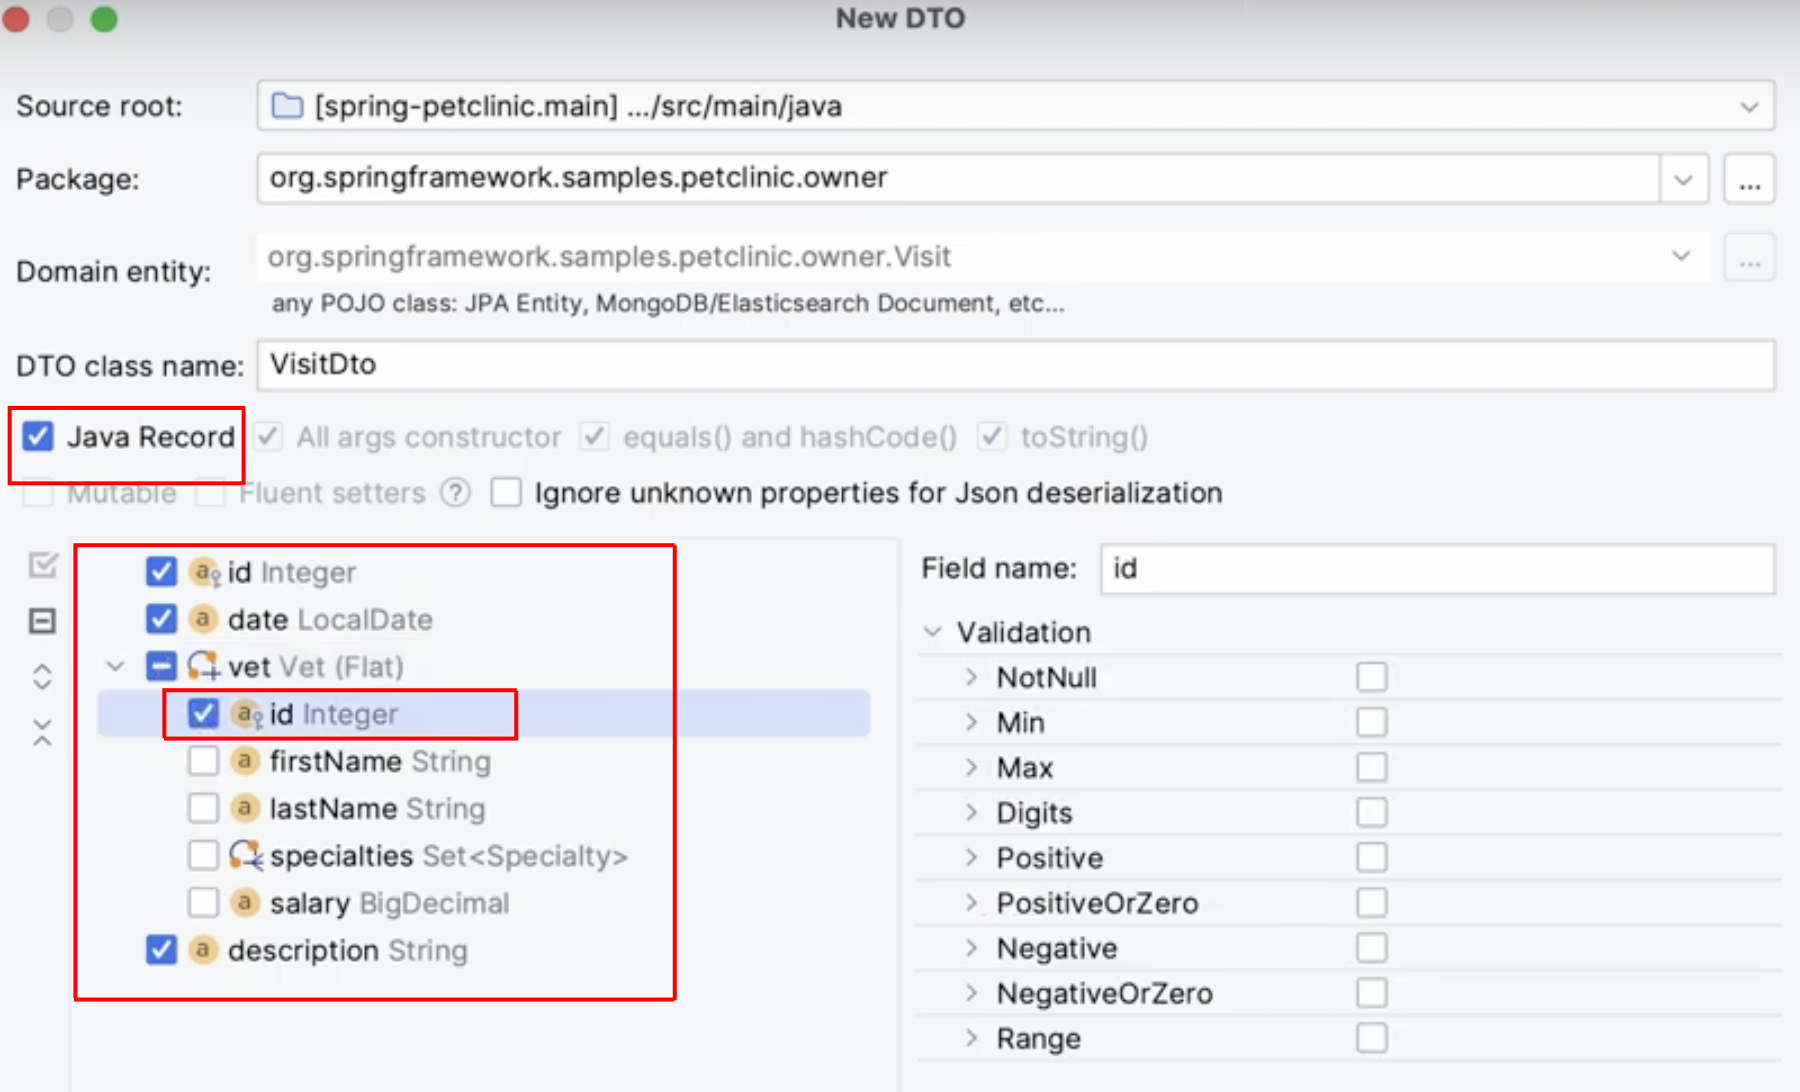 New DTO
Source root: [spring-petclinic.main] .../src/main/java
Package: org.springframework.samples.petclinic.owner ...
Domain entity: org.springframework.samples.petclinic.owner.Visit ...
any POJO class: JPA Entity, MongoDB/Elasticsearch Document, etc...
DTO class name: VisitDto
Java Record All args constructor equals() and hashCode() toString()
Mutable Fluent setters ? Ignore unknown properties for Json deserialization
a id Integer
a date LocalDate
vet Vet (Flat)
a id Integer
a firstName String
a lastName String
specialties Set<Specialty>
a salary BigDecimal
a description String
Field name: id
Validation
NotNull
Min
Max
Digits
Positive
PositiveOrZero
Negative
NegativeOrZero
Range